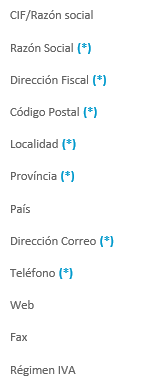 CIF/Razón social
Razón Social (*)
Dirección Fiscal (*)
Código Postal (*)
Localidad (*)
Província (*)
País
Dirección Correo (*)
Teléfono (*)
Web
Fax
Régimen IVA